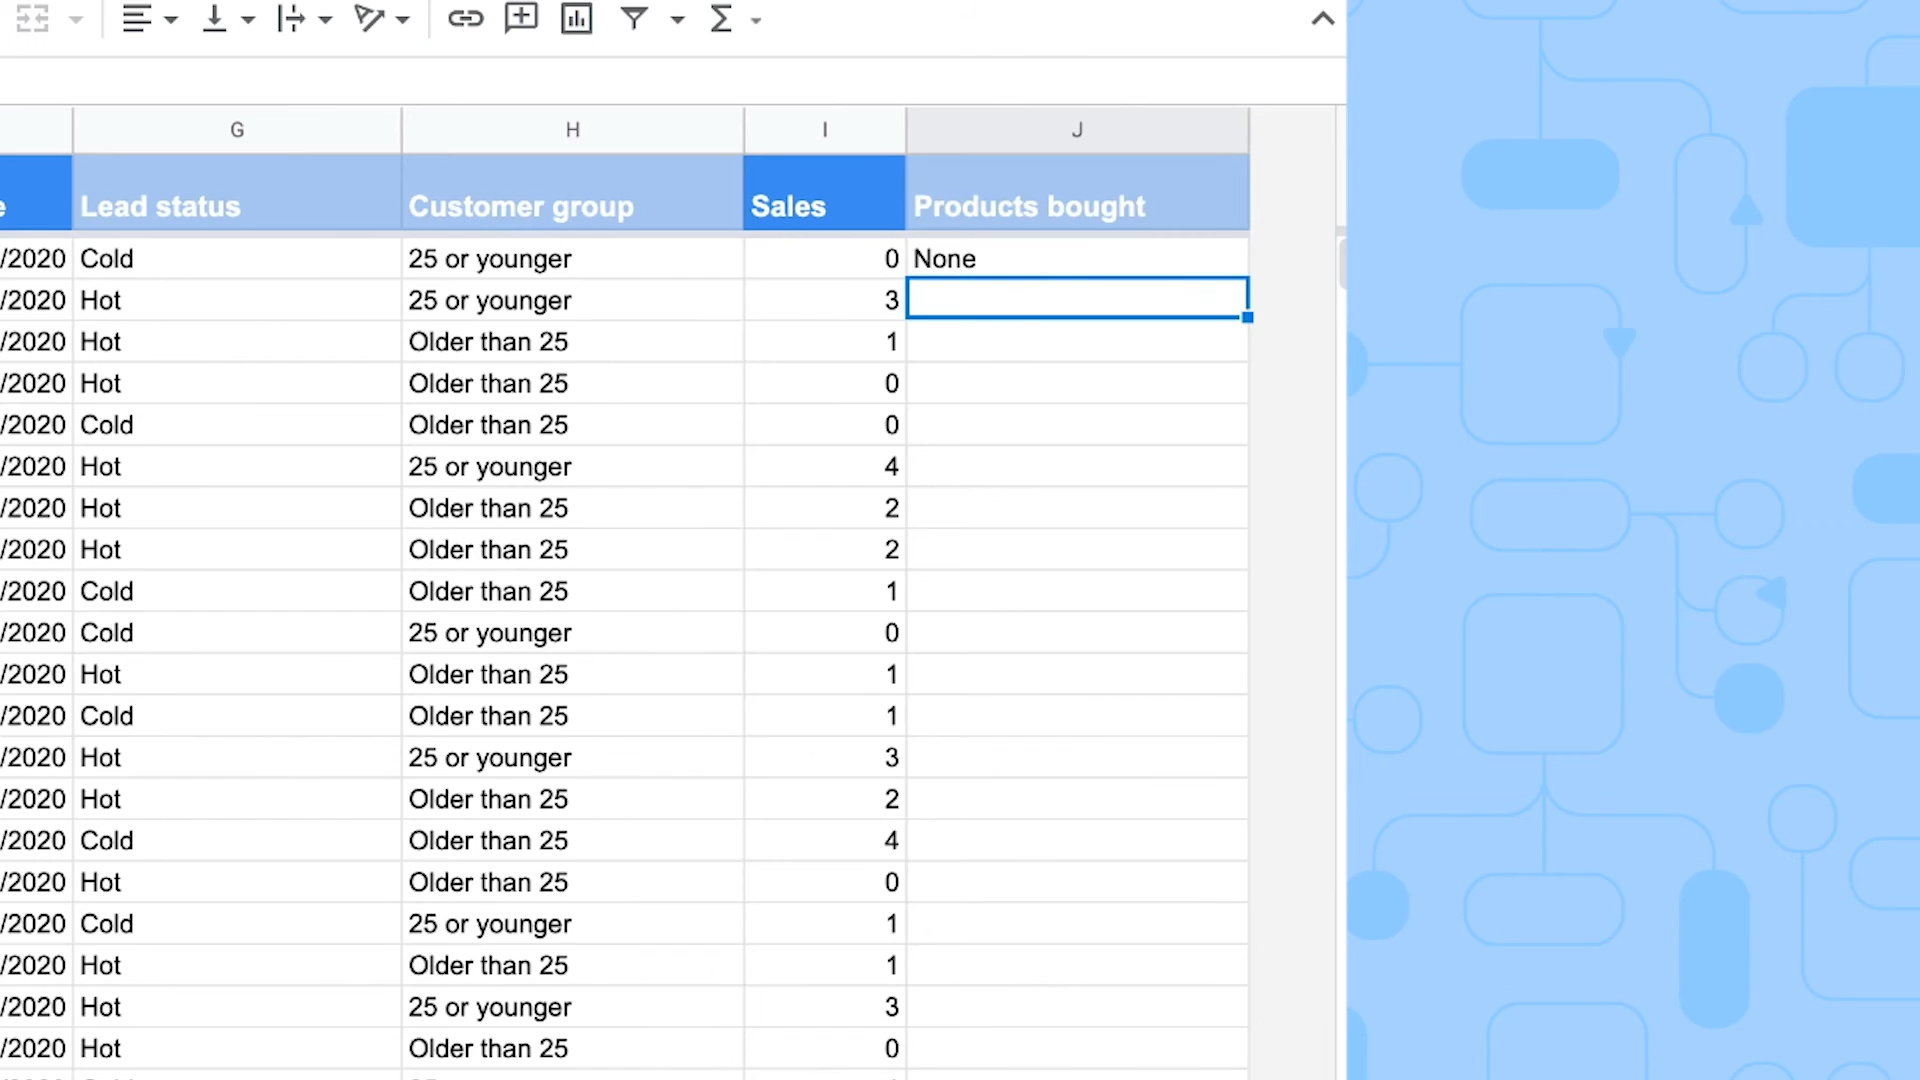 G H I J
e Lead status Customer group Sales Products bought
/2020 Cold 25 or younger 0 None
/2020 Hot 25 or younger 3
/2020 Hot Older than 25 1
/2020 Hot Older than 25 0
/2020 Cold Older than 25 0
/2020 Hot 25 or younger 4
/2020 Hot Older than 25 2
/2020 Hot Older than 25 2
/2020 Cold Older than 25 1
/2020 Cold 25 or younger 0
/2020 Hot Older than 25 1
/2020 Cold Older than 25 1
/2020 Hot 25 or younger 3
/2020 Hot Older than 25 2
/2020 Cold Older than 25 4
/2020 Hot Older than 25 0
/2020 Cold 25 or younger 1
/2020 Hot Older than 25 1
/2020 Hot 25 or younger 3
/2020 Hot Older than 25 0